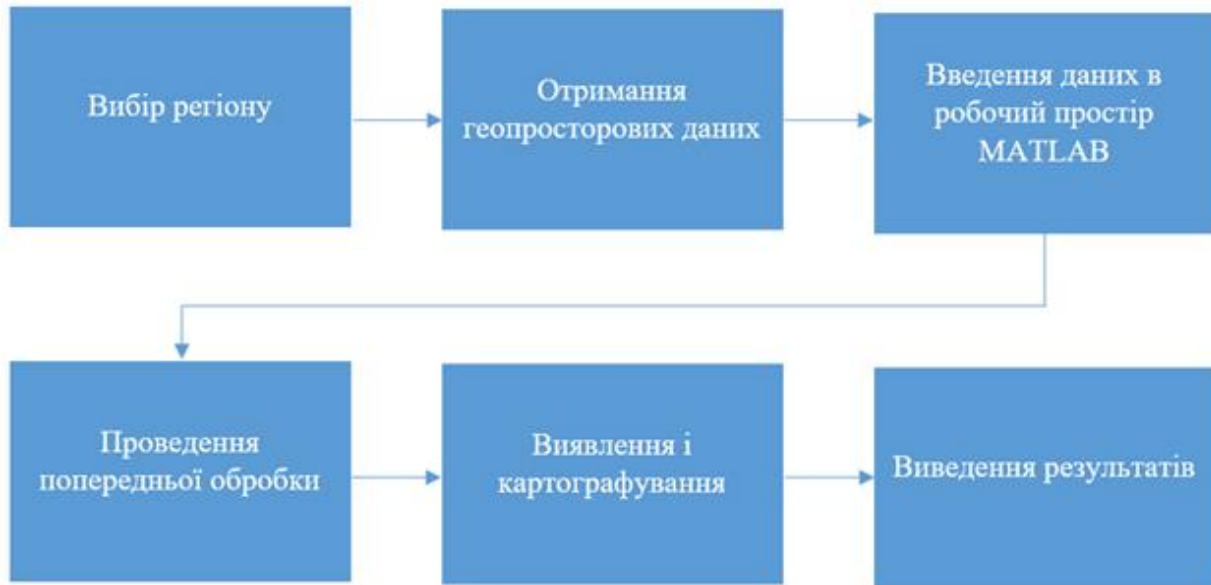 Вибір регіону
Отримання
геопросторових даних
Введення даних в
робочий простір
MATLAB
Проведення
попередньої обробки
Виявлення і
картографування
Виведення результатів